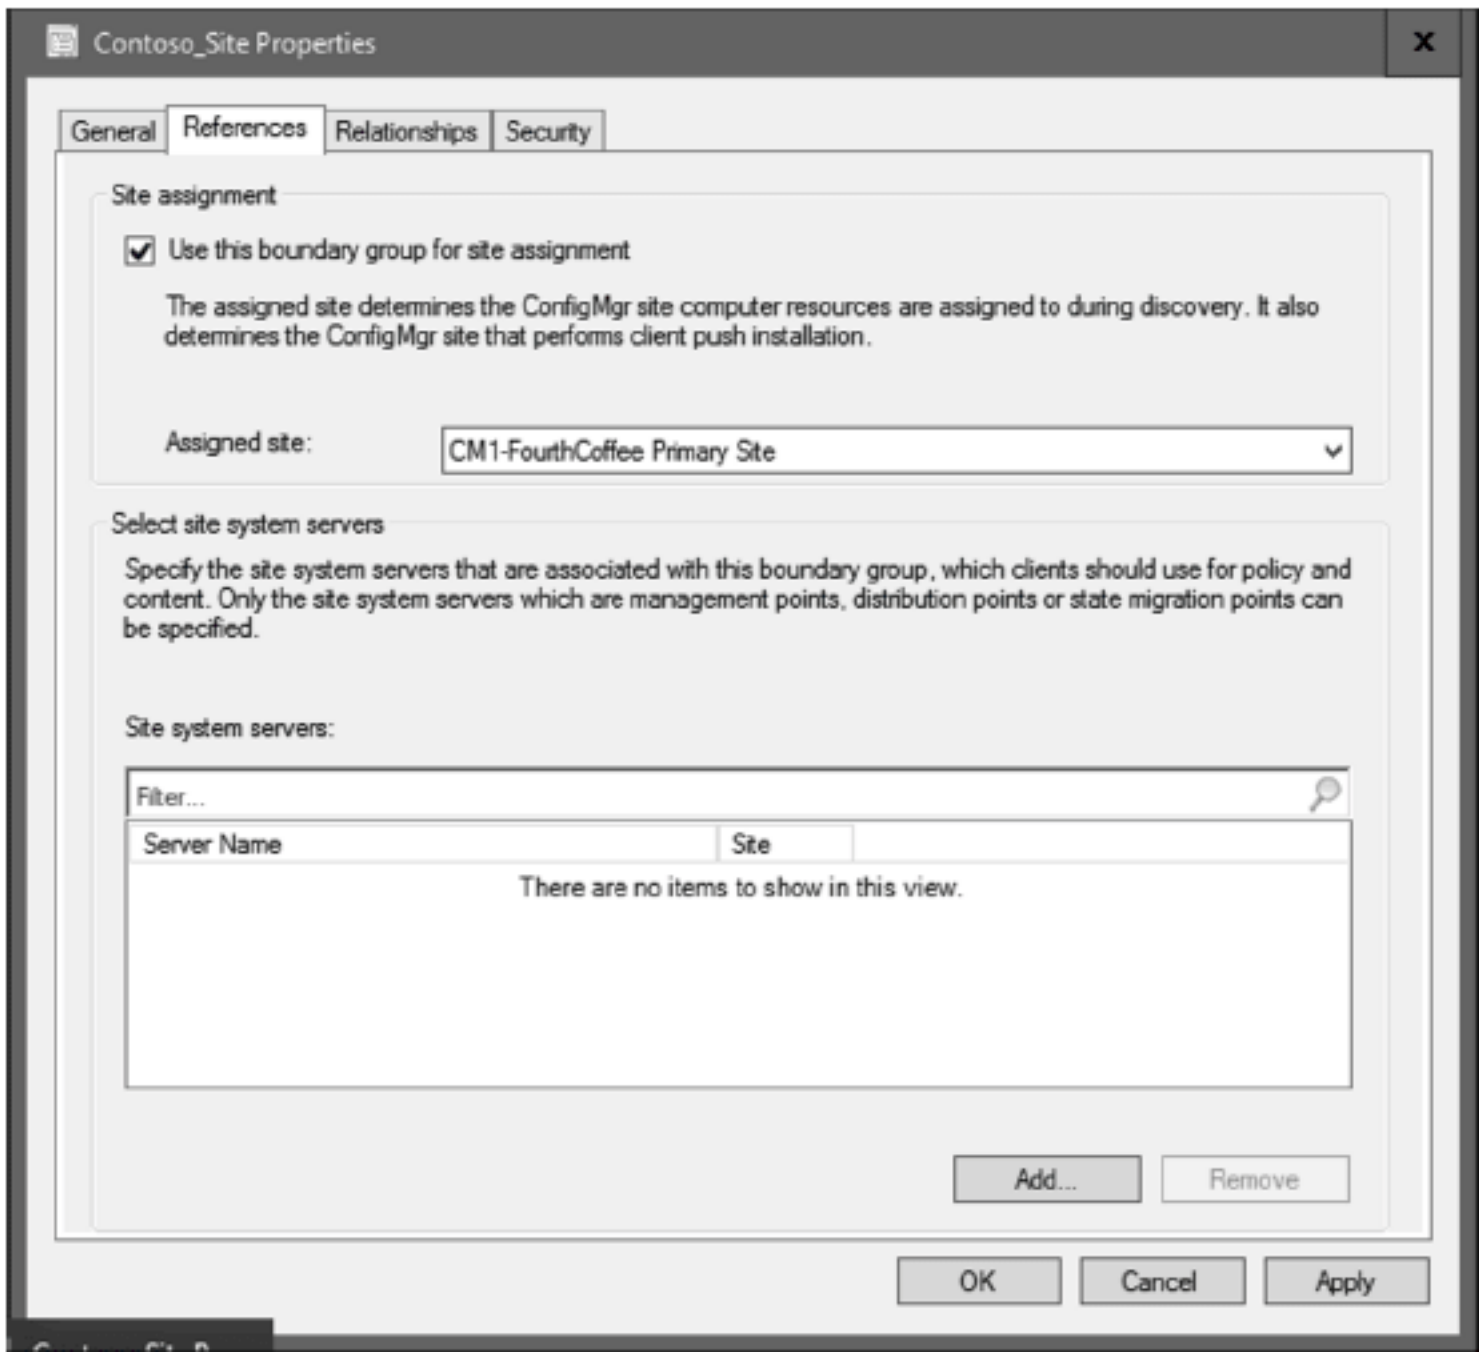 Contoso_Site Properties
x
General References Relationships Security
Site assignment
Use this boundary group for site assignment
The assigned site determines the ConfigMgr site computer resources are assigned to during discovery. It also
determines the ConfigMgr site that performs client push installation.
Assigned site: CM1-FourthCoffee Primary Site
Select site system servers
Specify the site system servers that are associated with this boundary group, which clients should use for policy and
content. Only the site system servers which are management points, distribution points or state migration points can
be specified.
Site system servers:
Filter...
Server Name Site
There are no items to show in this view.
Add... Remove
OK Cancel Apply